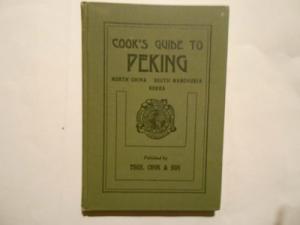 COOK'S GUIDE TO
PEKING
NORTH CHINA SOUTH MANCHURIA
KOREA
Published by
THOS. COOK & SON